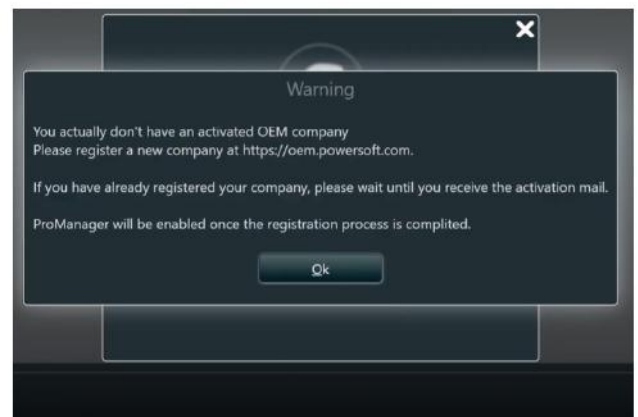 Warning
You actually don't have an activated OEM company
Please register a new company at https://oem.powersoft.com.
If you have already registered your company, please wait until you receive the activation mail.
ProManager will be enabled once the registration process is complited.
Ok